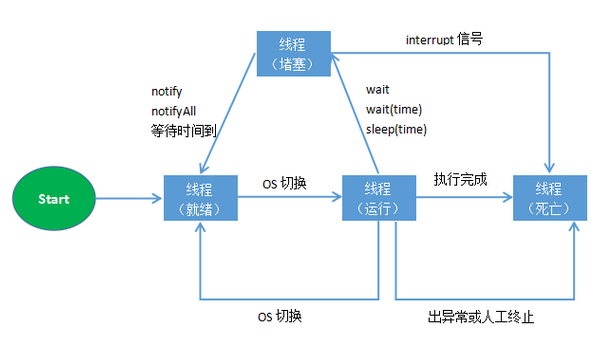 线程
（堵塞）
interrupt 信号
notify
notifyAll
等待时间到
wait
wait(time)
sleep(time)
Start
线程
（就绪）
OS 切换
线程
（运行）
执行完成
线程
（死亡）
OS 切换
出异常或人工终止